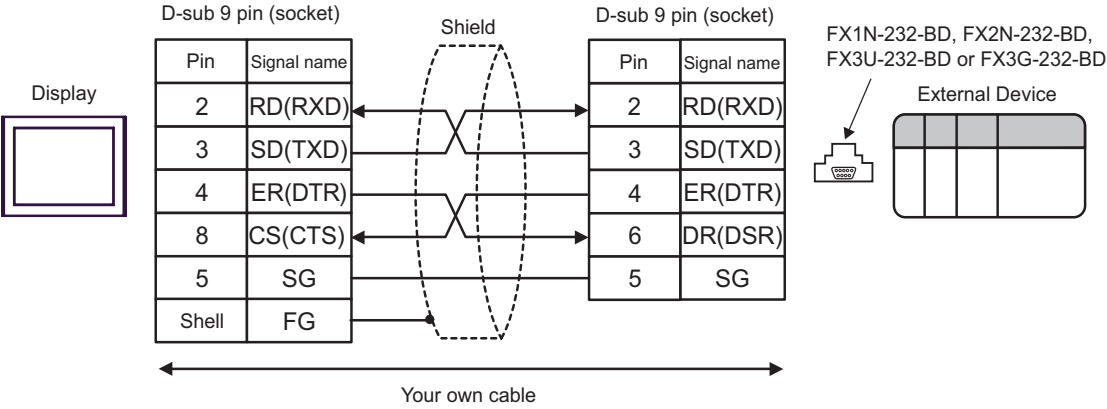 D-sub 9 pin (socket)
Shield
D-sub 9 pin (socket)
FX1N-232-BD, FX2N-232-BD,
FX3U-232-BD or FX3G-232-BD
Display
External Device
Pin Signal name
2 RD(RXD)
3 SD(TXD)
4 ER(DTR)
8 CS(CTS)
5 SG
Shell FG
Pin Signal name
2 RD(RXD)
3 SD(TXD)
4 ER(DTR)
6 DR(DSR)
5 SG
Your own cable